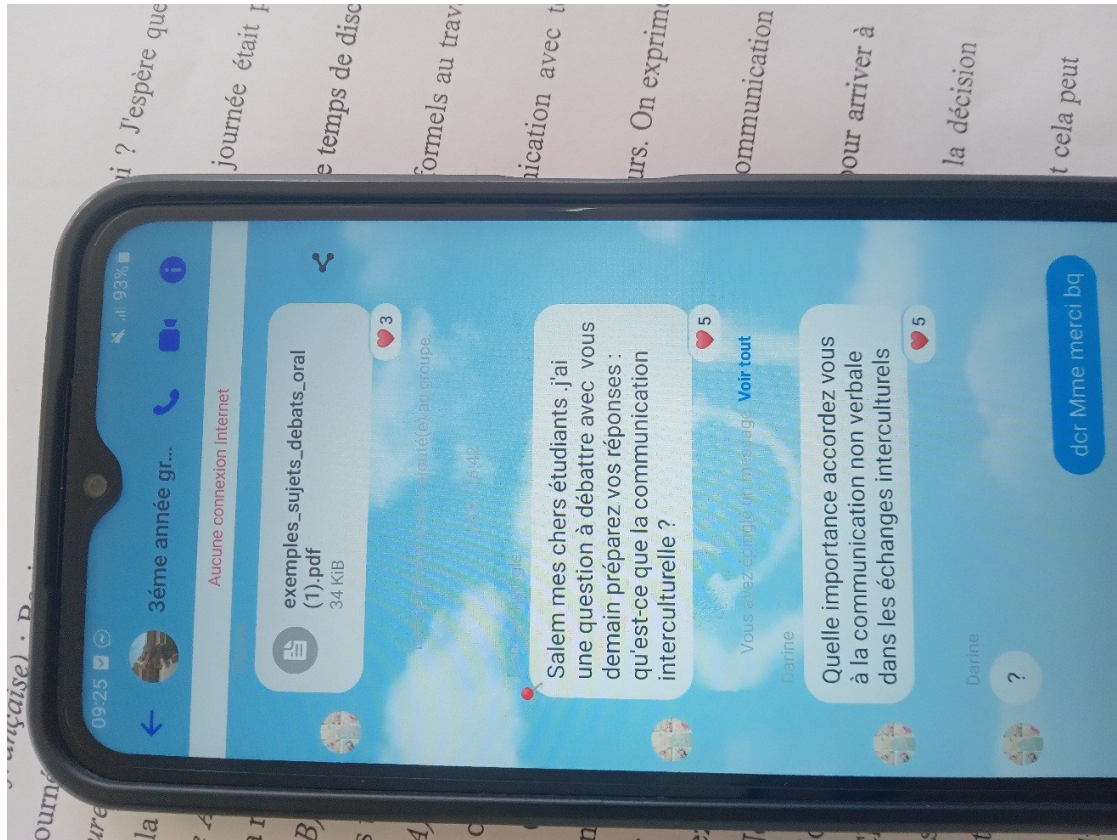 09:25
93%
3éme année gr...
Aucune connexion Internet
exemples_sujets_debats_oral
(1).pdf
34 KiB
3
Salem mes chers étudiants .j'ai
une question à débattre avec vous
demain préparez vos réponses :
qu'est-ce que la communication
interculturelle ?
5
Vous avez épinglé un message. Voir tout
Darine
Quelle importance accordez vous
à la communication non verbale
dans les échanges interculturels
5
Darine
?
dcr Mme merci bq
? J'espère que
journée était
temps de disc
formels au trav
ication avec
urs. On exprim
ommunication
our arriver à
la décision
t cela peut